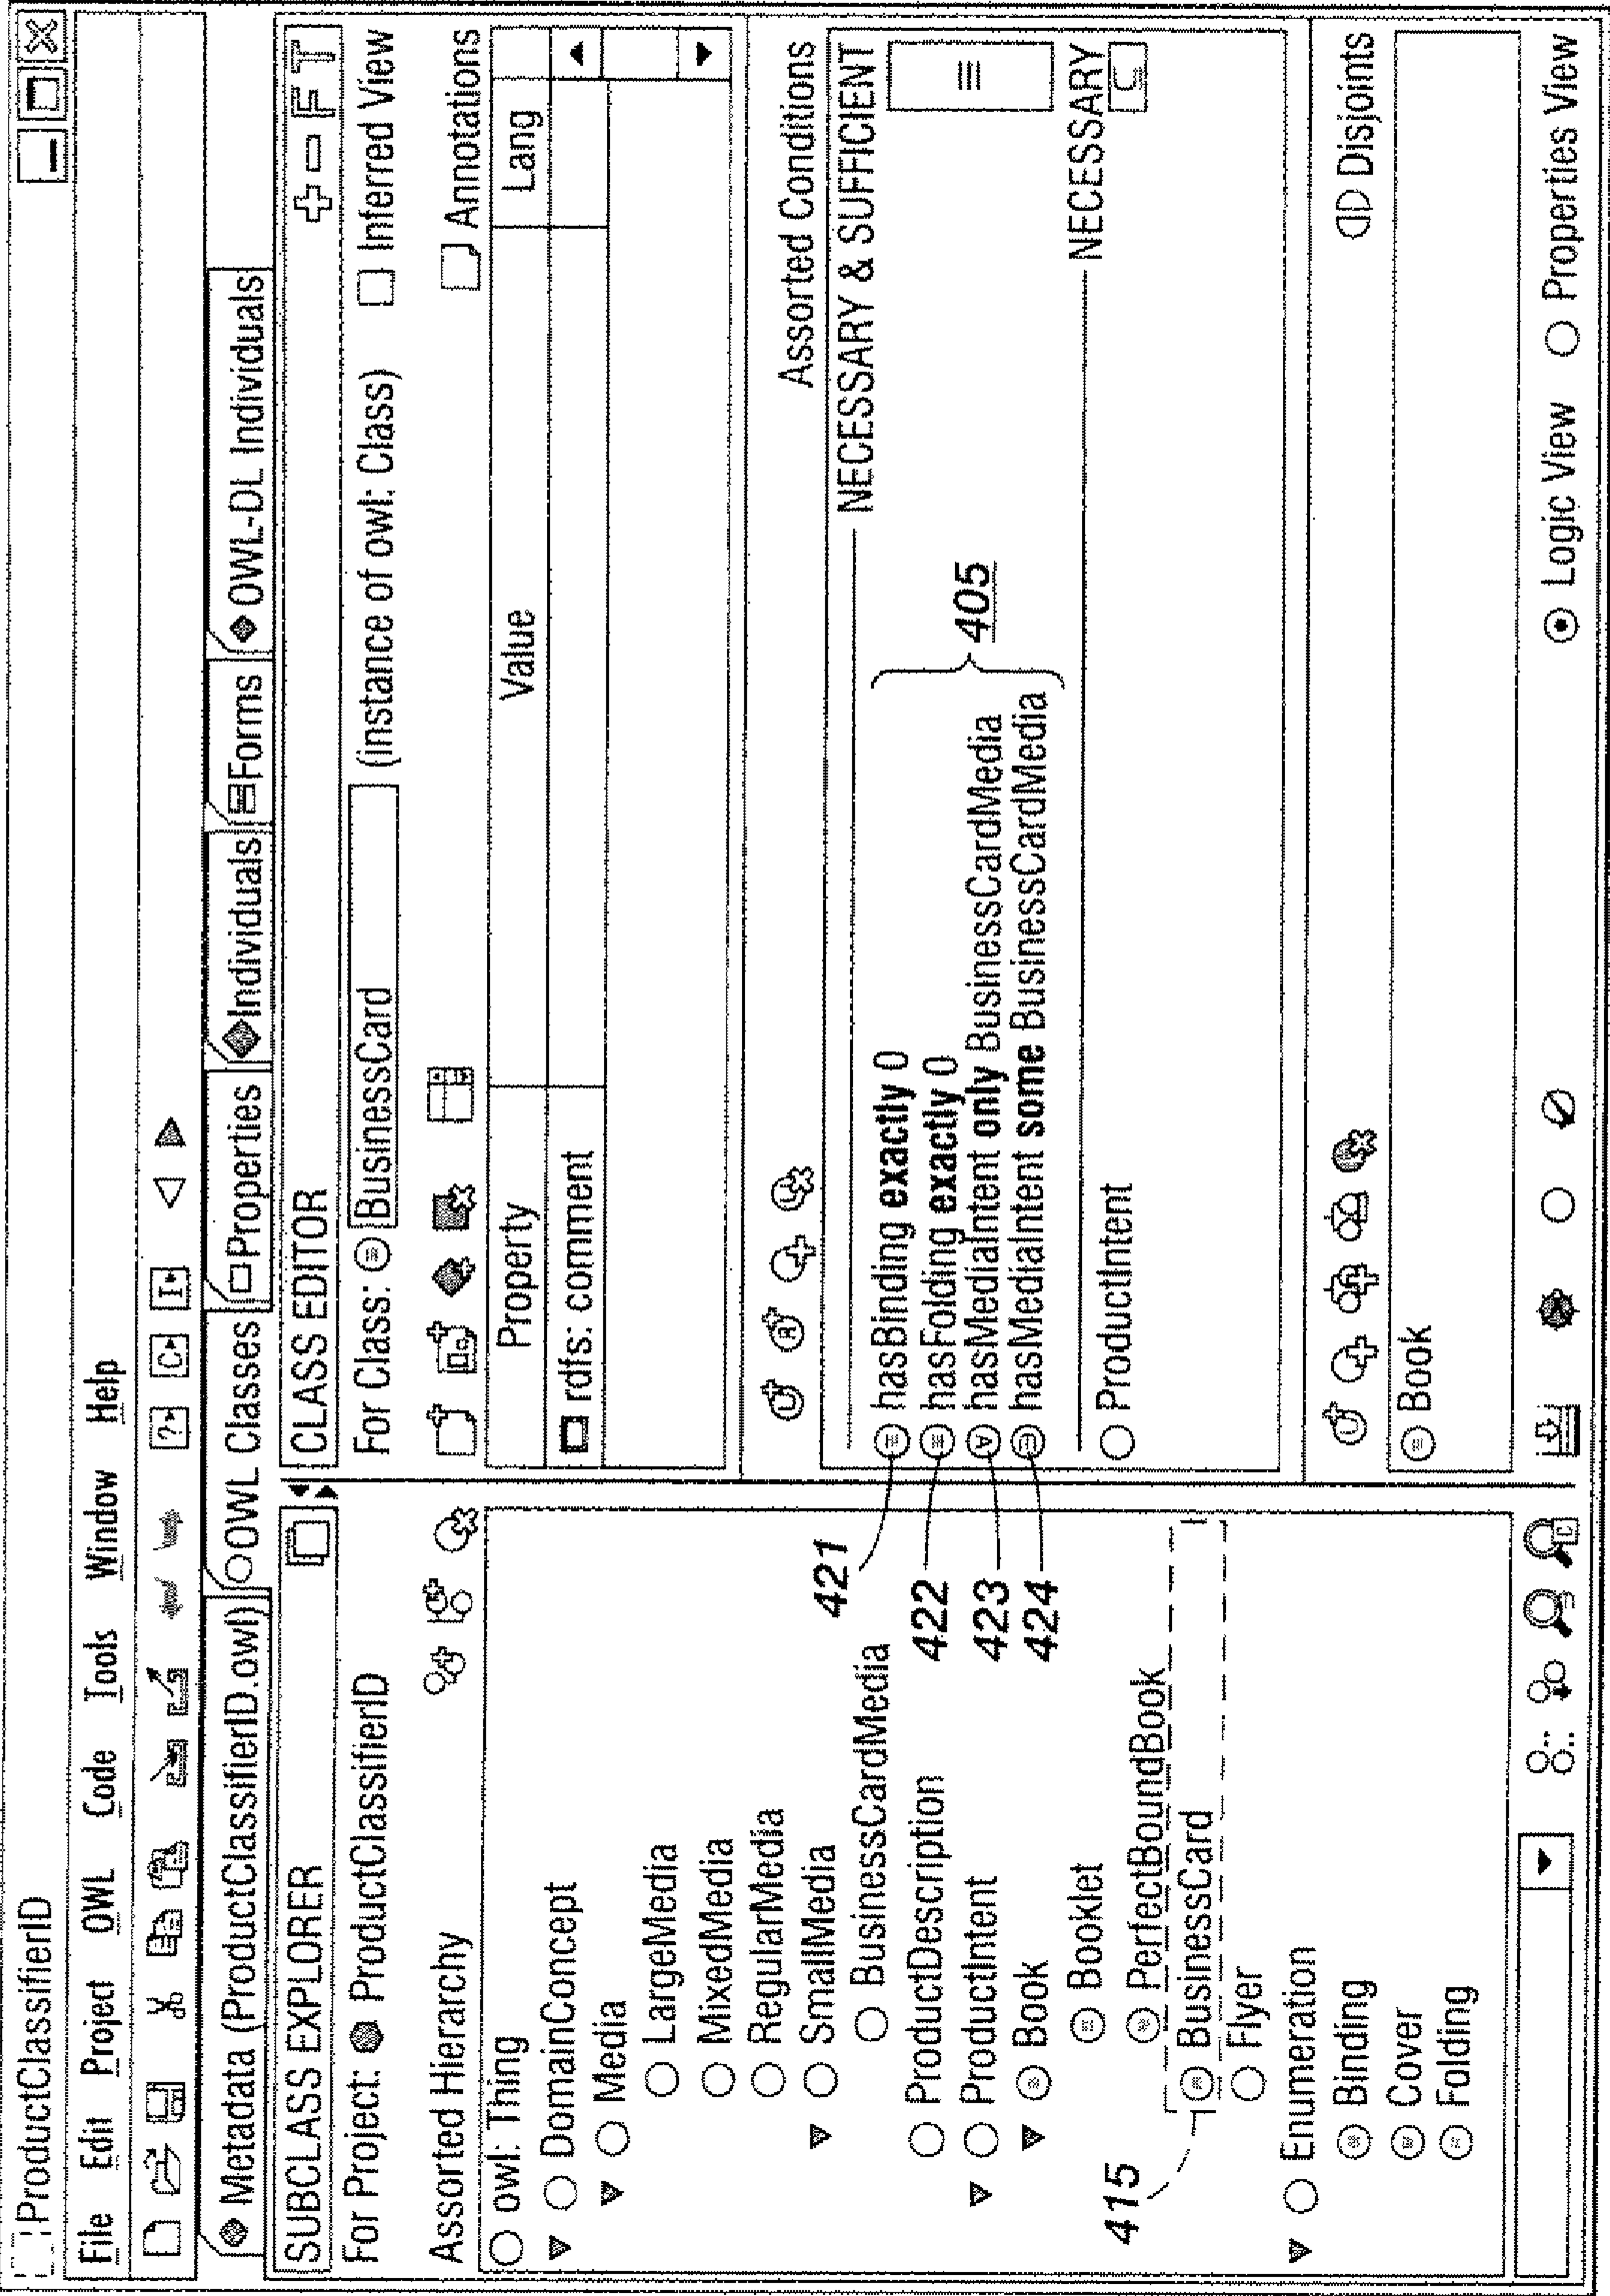 ProductClassifierID
File Edit Project OWL Code Tools Window Help
? C I
Metadata (ProductClassifierID.owl) OWL Classes Properties Individuals Forms OWL-DL Individuals
SUBCLASS EXPLORER
For Project: ProductClassifierID
Assorted Hierarchy
owl: Thing
DomainConcept
Media
LargeMedia
MixedMedia
RegularMedia
SmallMedia
BusinessCardMedia
ProductDescription
ProductIntent
Book
Booklet
PerfectBoundBook
BusinessCard
Flyer
Enumeration
Binding
Cover
Folding
415
CLASS EDITOR
F T
For Class: BusinessCard (instance of owl: Class) Inferred View
Annotations
Property Value Lang
rdfs: comment
Assorted Conditions
NECESSARY & SUFFICIENT
hasBinding exactly 0
hasFolding exactly 0
hasMediaIntent only BusinessCardMedia
hasMediaIntent some BusinessCardMedia
405
421
422
423
424
NECESSARY
ProductIntent
Disjoints
Book
Logic View Properties View